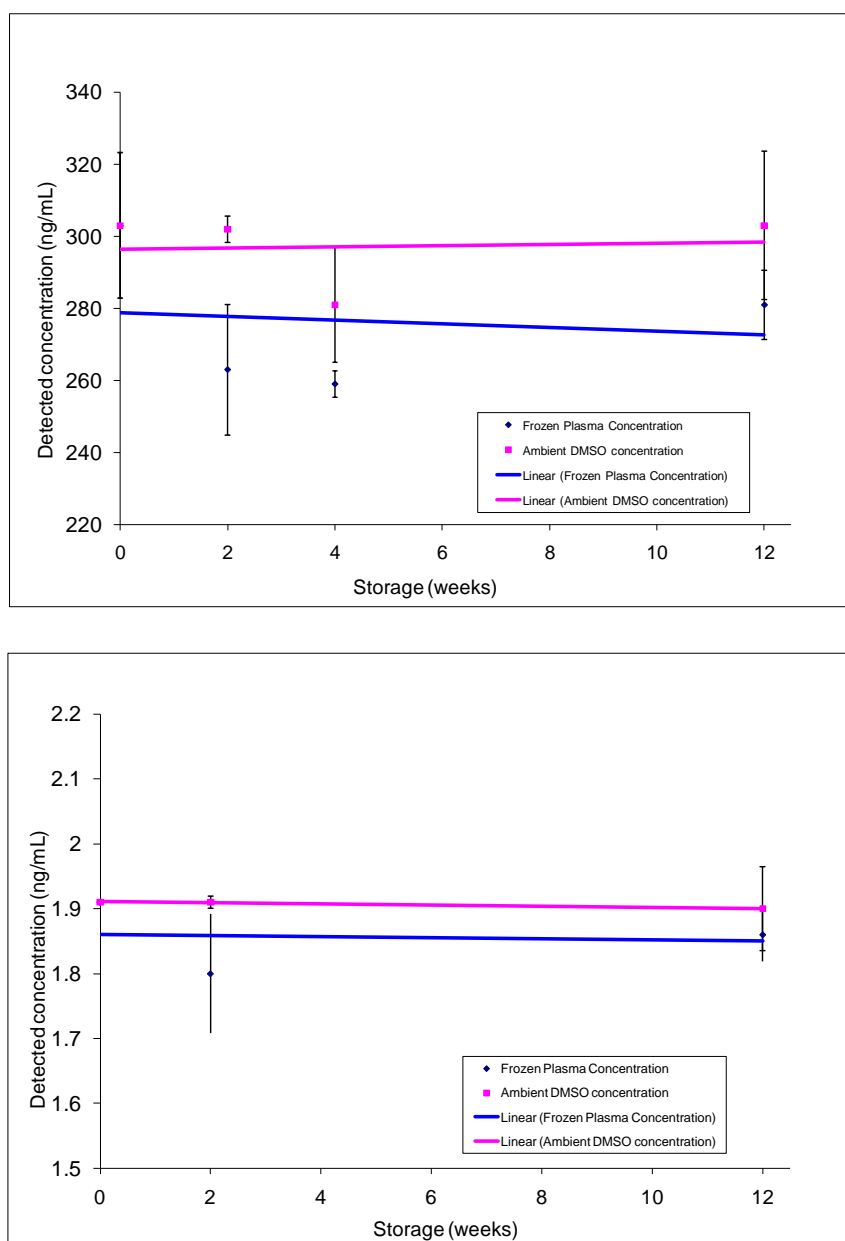 340
320
300
280
260
240
220
Detected concentration (ng/mL)
Frozen Plasma Concentration
Ambient DMSO concentration
Linear (Frozen Plasma Concentration)
Linear (Ambient DMSO concentration)
0 2 4 6 8 10 12
Storage (weeks)
2.2
2.1
2
1.9
1.8
1.7
1.6
1.5
Detected concentration (ng/mL)
Frozen Plasma Concentration
Ambient DMSO concentration
Linear (Frozen Plasma Concentration)
Linear (Ambient DMSO concentration)
0 2 4 6 8 10 12
Storage (weeks)